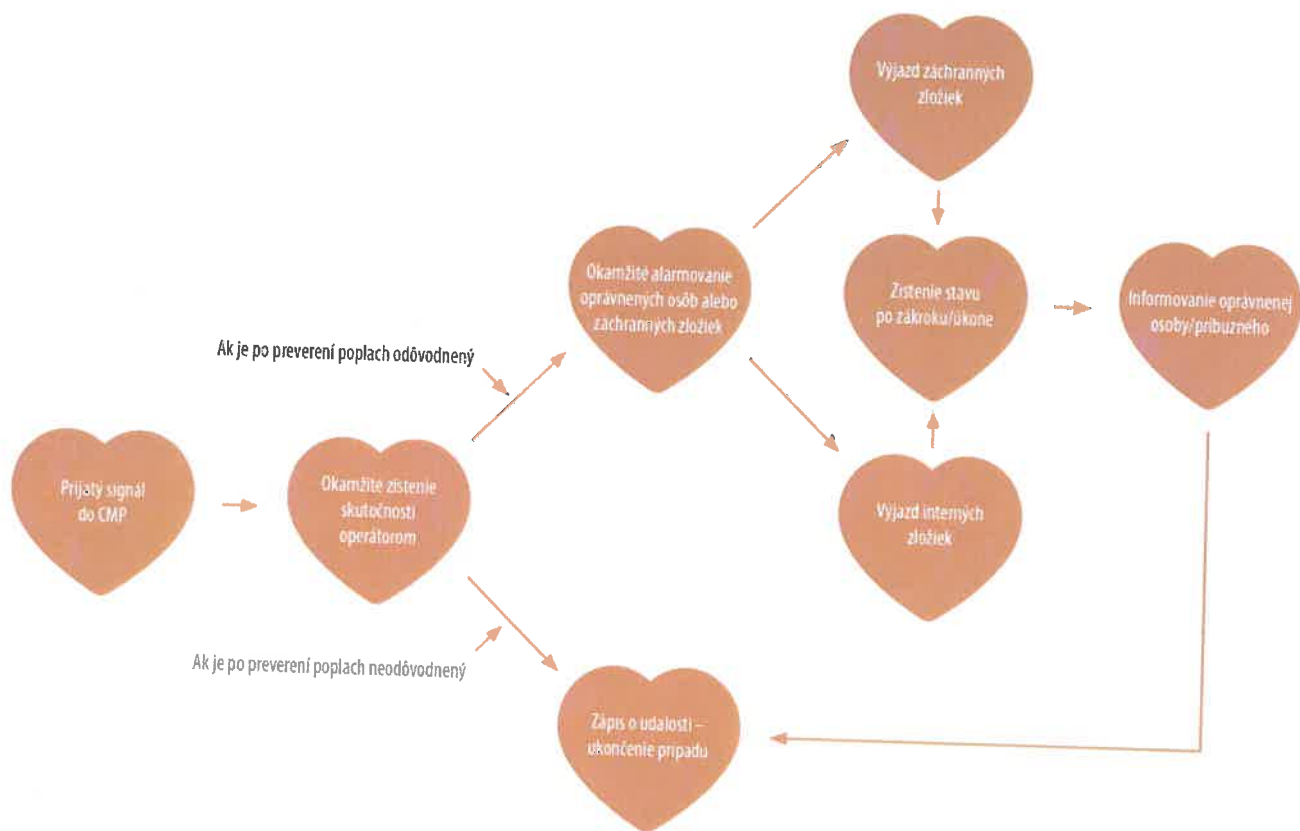 Výjazd záchranných
zložiek
Okamžité alarmovanie
oprávnených osôb alebo
záchranných zložiek
Zistenie stavu
po zákroku/úkone
Informovanie oprávnenej
osoby/príbuzného
Ak je po preverení poplach odôvodnený
Prijatý signál
do CMP
Okamžité zistenie
skutočnosti
operátorom
Výjazd interných
zložiek
Ak je po preverení poplach neodôvodnený
Zápis o udalosti –
ukončenie prípadu